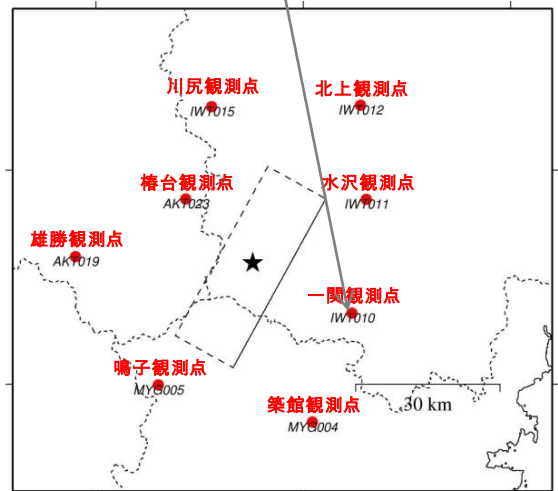 川尻観測点
IWT015
北上観測点
IWT012
椿台観測点
AKT023
水沢観測点
IWT011
雄勝観測点
AKT019
一関観測点
IWT010
鳴子観測点
MYG005
築館観測点
MYG004
30 km